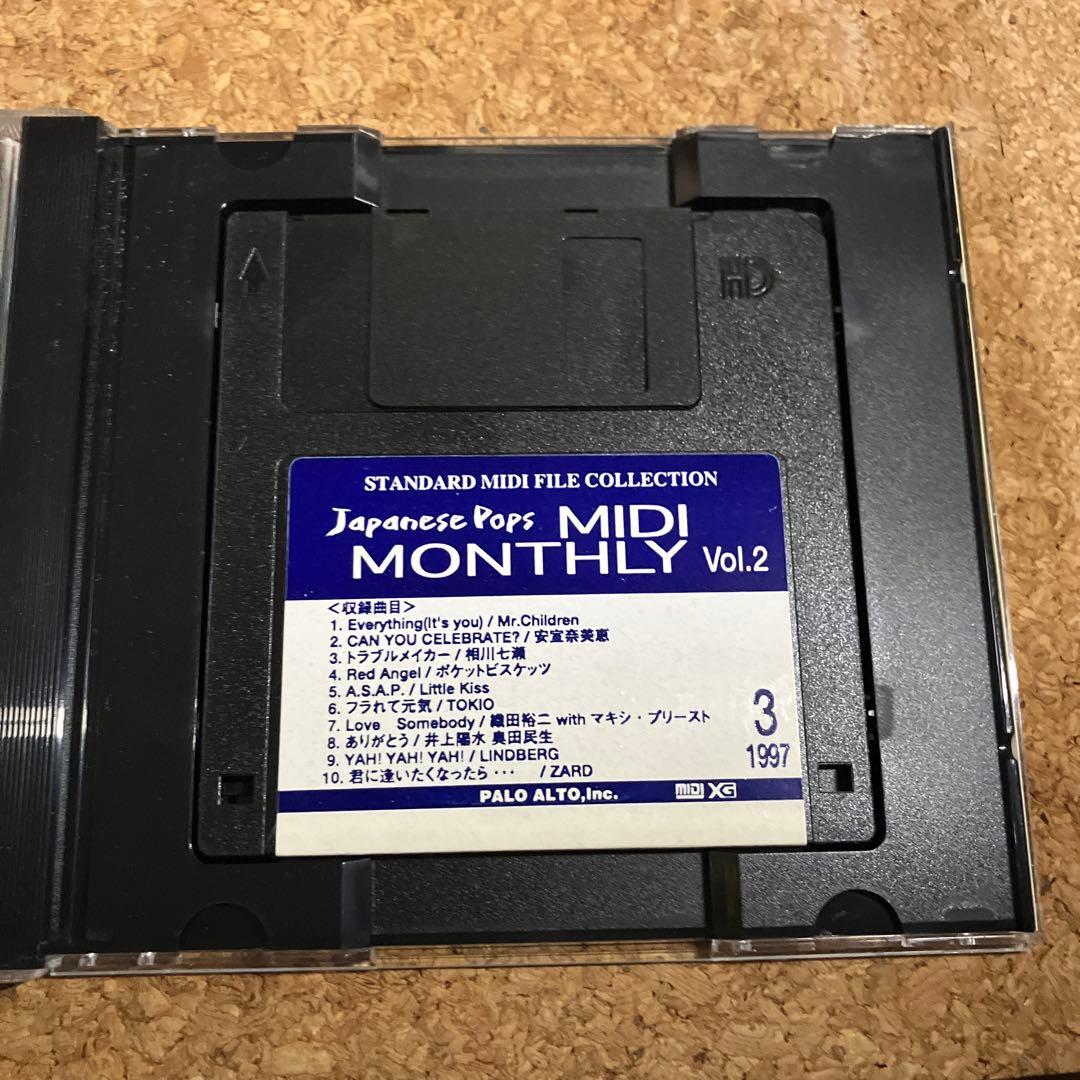 HD
STANDARD MIDI FILE COLLECTION
Japanese Pops MIDI
MONTHLY Vol.2
＜収録曲目＞
1. Everything(It's you) / Mr.Children
2. CAN YOU CELEBRATE? / 安室奈美恵
3. トラブルメイカー / 相川七瀬
4. Red Angel / ポケットビスケッツ
5. A.S.A.P. / Little Kiss
6. フラれて元気 / TOKIO
7. Love Somebody / 織田裕二 with マキシ・プリースト
8. ありがとう / 井上陽水 奥田民生
9. YAH! YAH! YAH! / LINDBERG
10. 君に逢いたくなったら・・・ / ZARD
3
1997
PALO ALTO,Inc. MIDI XG